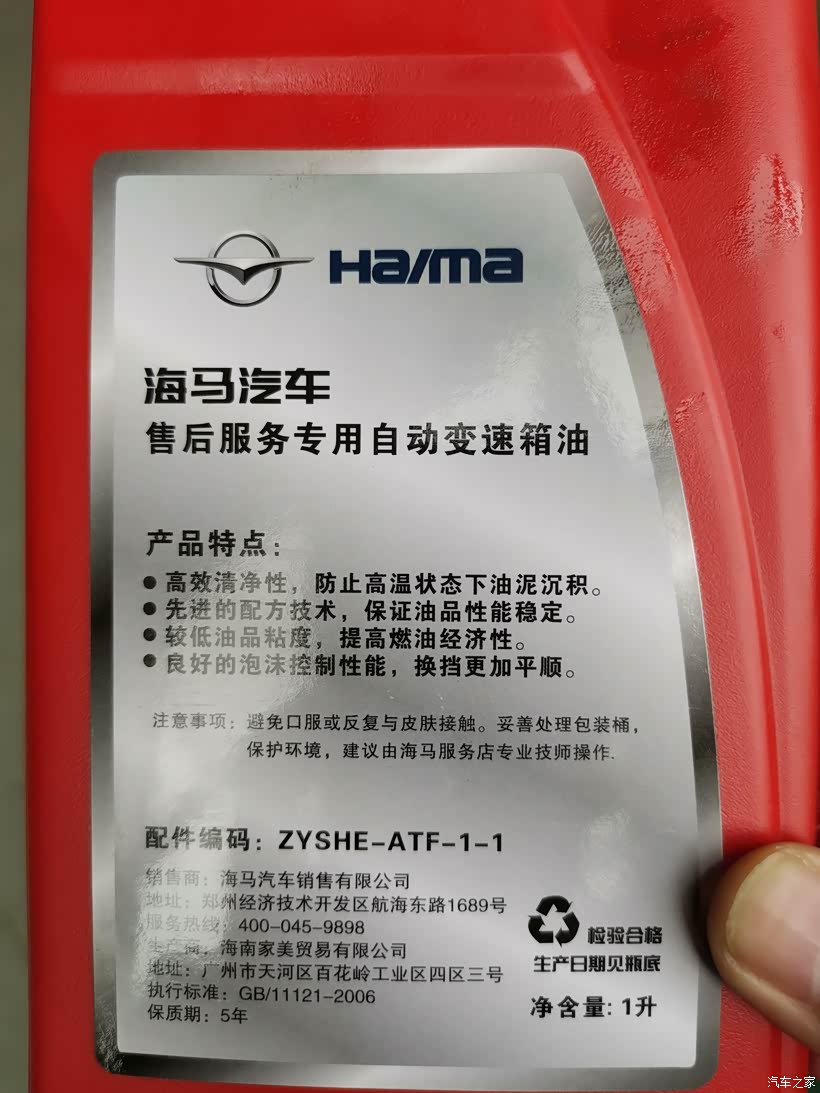 Haima
海马汽车
售后服务专用自动变速箱油
产品特点：
● 高效清净性，防止高温状态下油泥沉积。
● 先进的配方技术，保证油品性能稳定。
● 较低油品粘度，提高燃油经济性。
● 良好的泡沫控制性能，换挡更加平顺。
注意事项：避免口服或反复与皮肤接触。妥善处理包装桶，
保护环境，建议由海马服务店专业技师操作.
配件编码：ZYSHE-ATF-1-1
销售商：海马汽车销售有限公司
地址：郑州经济技术开发区航海东路1689号
服务热线：400-045-9898
生产商：海南家美贸易有限公司
地址：广州市天河区百花岭工业区四区三号
执行标准：GB/11121-2006
保质期：5年
检验合格
生产日期见瓶底
净含量：1升
汽车之家